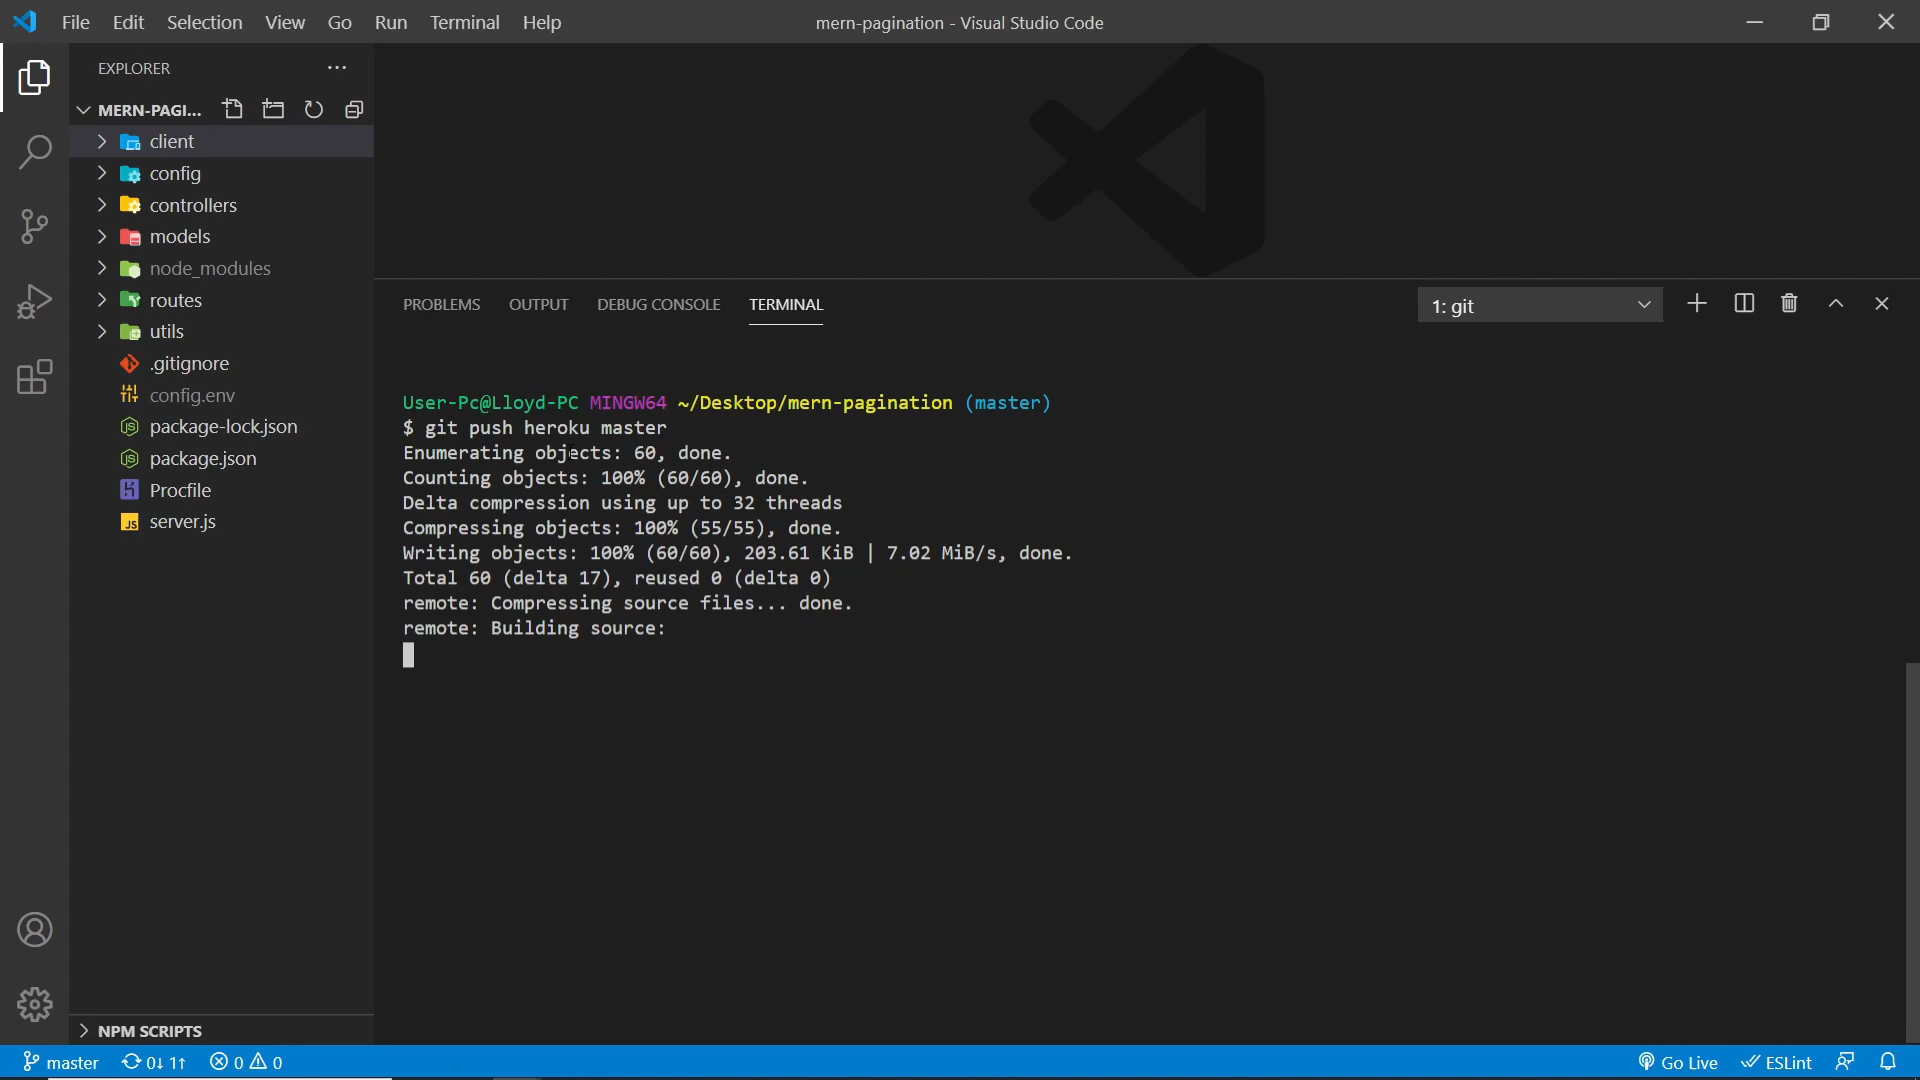 File Edit Selection View Go Run Terminal Help
mern-pagination - Visual Studio Code
EXPLORER
MERN-PAGI...
client
config
controllers
models
node_modules
routes
utils
.gitignore
config.env
package-lock.json
package.json
Procfile
server.js
NPM SCRIPTS
PROBLEMS OUTPUT DEBUG CONSOLE TERMINAL
1: git
User-Pc@Lloyd-PC MINGW64 ~/Desktop/mern-pagination (master)
$ git push heroku master
Enumerating objects: 60, done.
Counting objects: 100% (60/60), done.
Delta compression using up to 32 threads
Compressing objects: 100% (55/55), done.
Writing objects: 100% (60/60), 203.61 KiB | 7.02 MiB/s, done.
Total 60 (delta 17), reused 0 (delta 0)
remote: Compressing source files... done.
remote: Building source:
master 0↓ 1↑ 0 0
Go Live ESLint